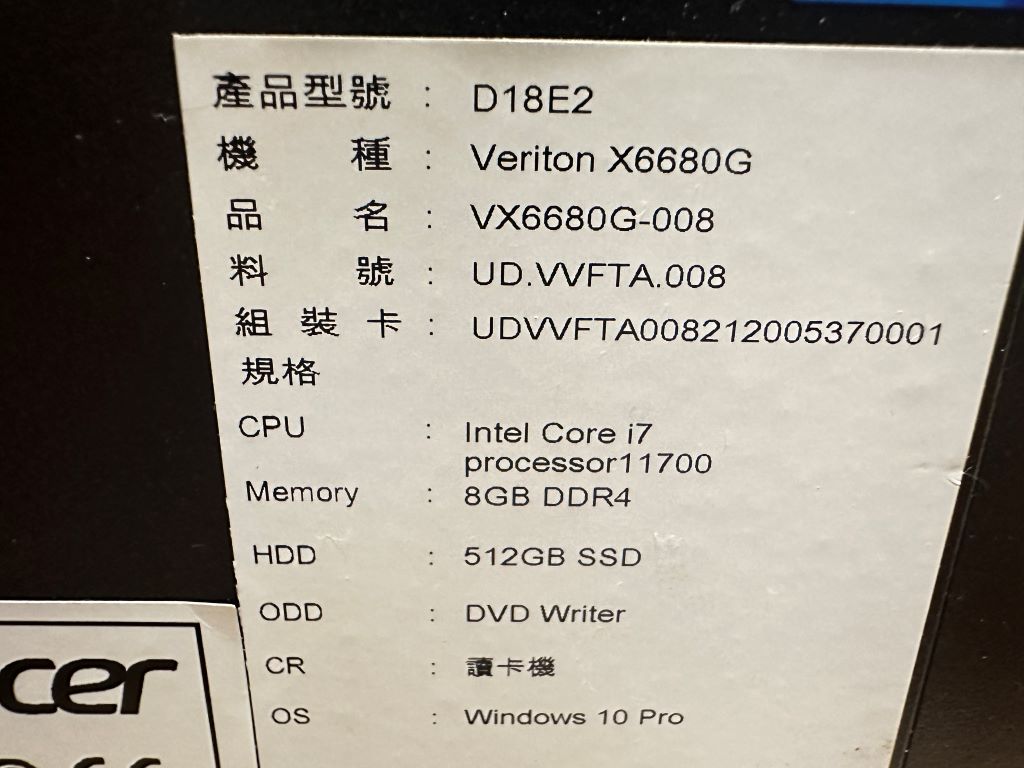 產品型號 : D18E2
機種 : Veriton X6680G
品名 : VX6680G-008
料號 : UD.VVFTA.008
組裝卡 : UDVVFTA008212005370001
規格
CPU : Intel Core i7
processor11700
Memory : 8GB DDR4
HDD : 512GB SSD
ODD : DVD Writer
CR : 讀卡機
OS : Windows 10 Pro
cer